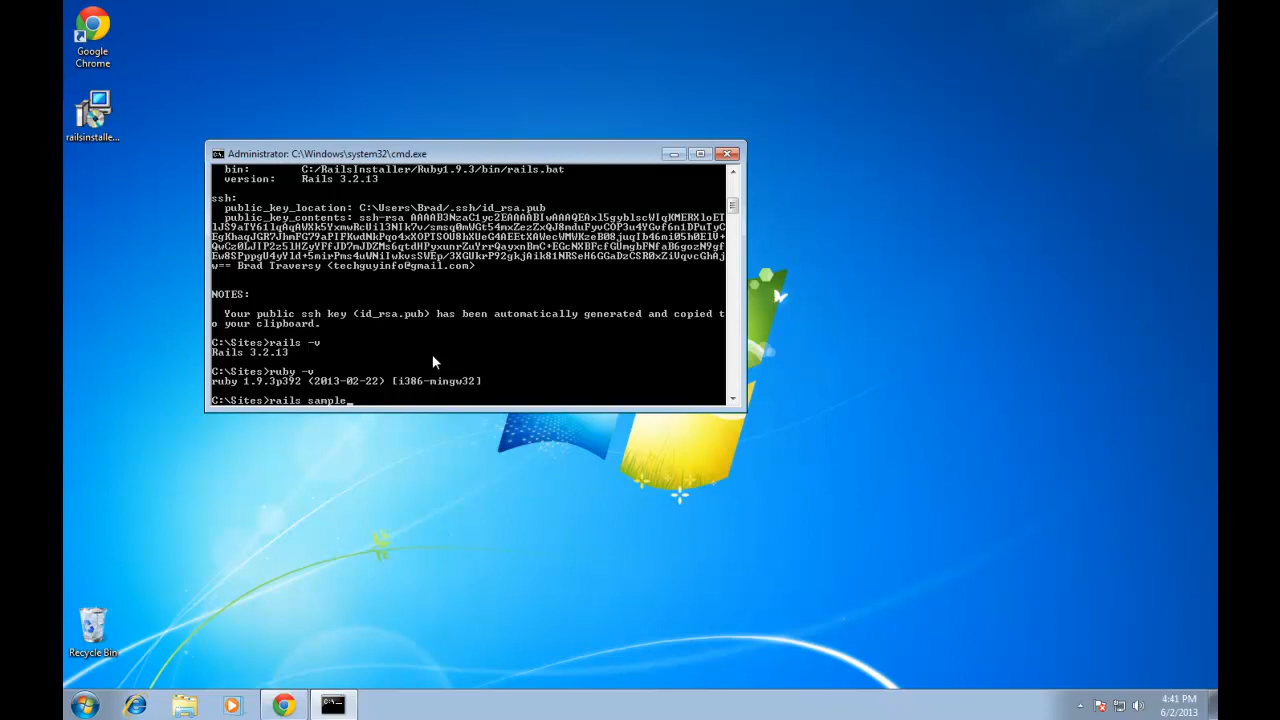 Google
Chrome
railsinstalle...
Administrator: C:\Windows\system32\cmd.exe
bin: C:/RailsInstaller/Ruby1.9.3/bin/rails.bat
version: Rails 3.2.13
ssh:
public_key_location: C:\Users\Brad/.ssh/id_rsa.pub
public_key_contents: ssh-rsa
w== Brad Traversy <techguyinfo@gmail.com>
NOTES:
Your public ssh key (id_rsa.pub) has been automatically generated and copied t
o your clipboard.
C:\Sites>rails -v
Rails 3.2.13
C:\Sites>ruby -v
ruby 1.9.3p392 (2013-02-22) [i386-mingw32]
C:\Sites>rails sample_
Recycle Bin
4:41 PM
6/2/2013